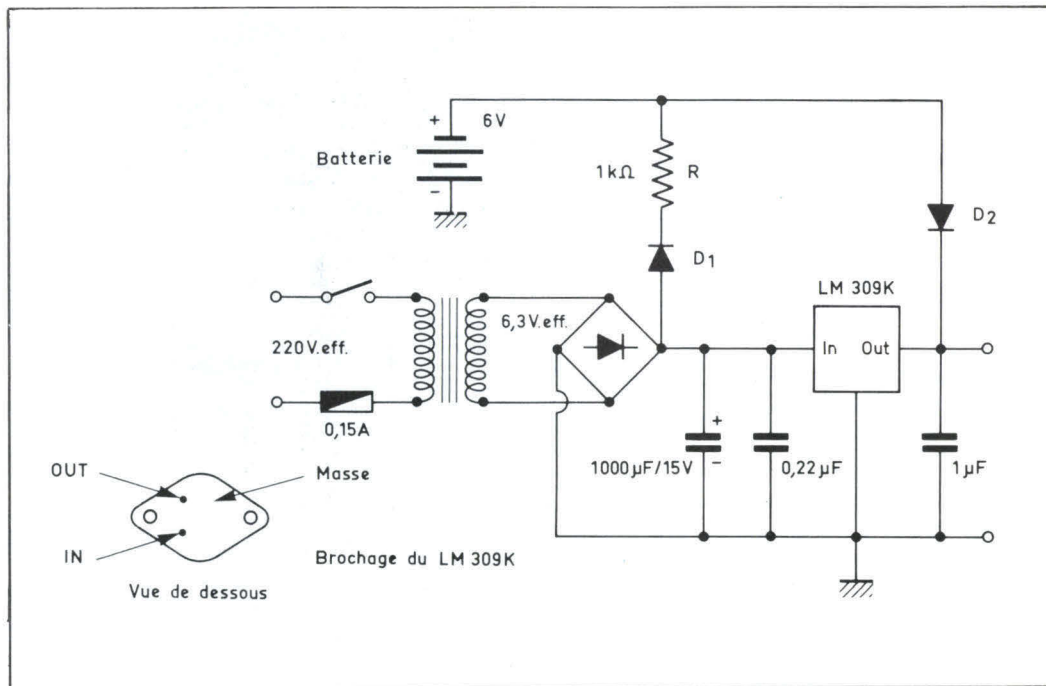 +
6V
Batterie
-
1kΩ
R
D1
D2
LM 309K
In
Out
220V.eff.
6,3V.eff.
0,15A
+
-
1000µF/15V
0,22µF
1µF
OUT
Masse
IN
Brochage du LM 309K
Vue de dessous